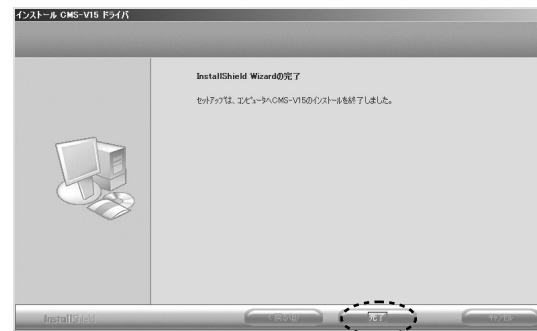 インストール CMS-V15 ドライバ
InstallShield Wizardの完了
セットアップは、コンピュータへCMS-V15のインストールを終了しました。
InstallShield
完了